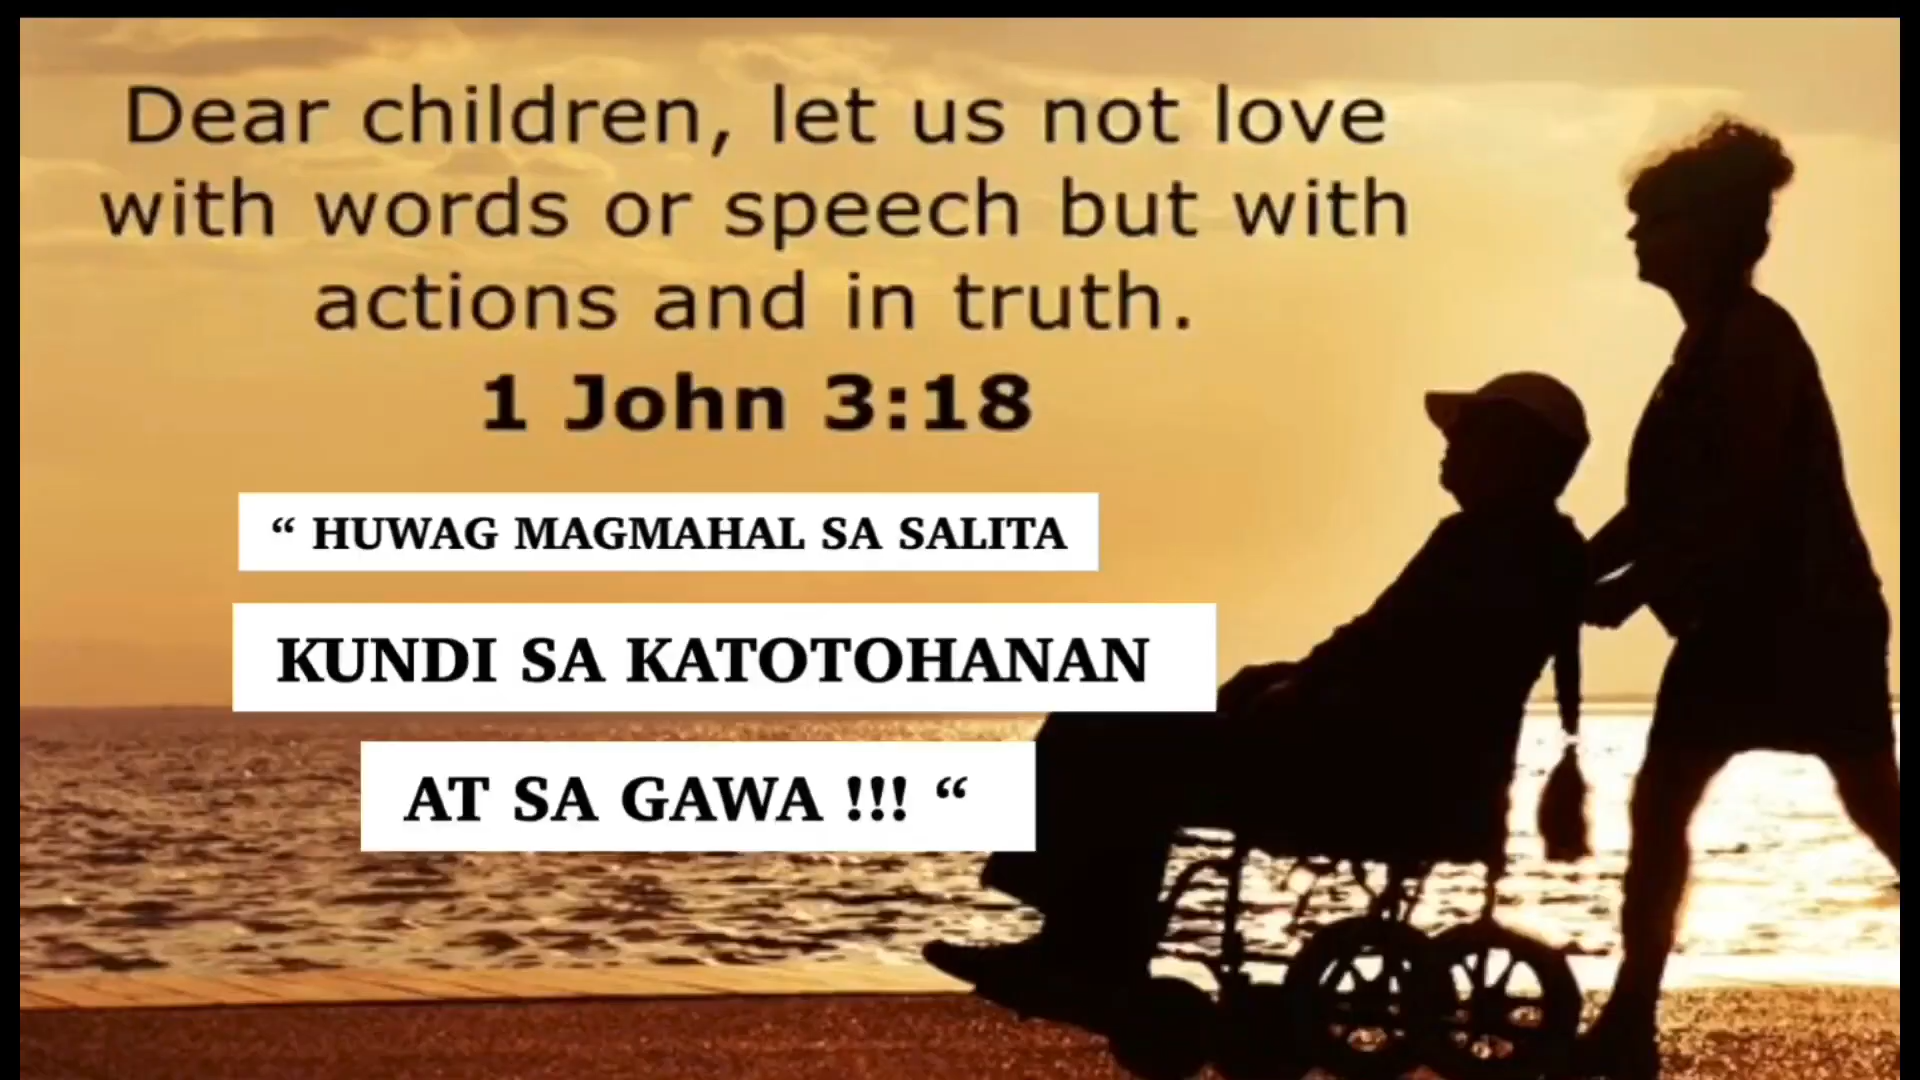 Dear children, let us not love
with words or speech but with
actions and in truth.
1 John 3:18
“ HUWAG MAGMAHAL SA SALITA
KUNDI SA KATOTOHANAN
AT SA GAWA !!! “